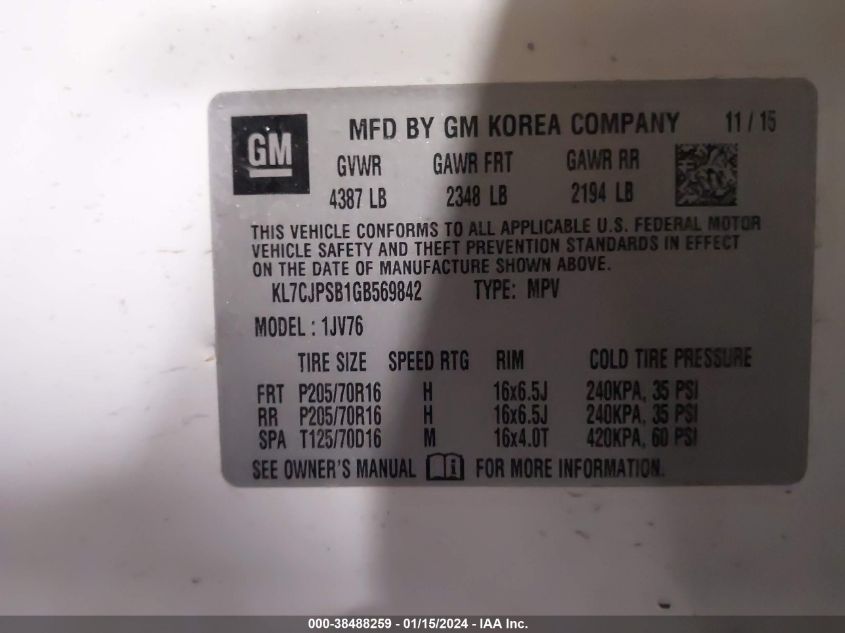 GM
MFD BY GM KOREA COMPANY 11 / 15
GVWR GAWR FRT GAWR RR
4387 LB 2348 LB 2194 LB
THIS VEHICLE CONFORMS TO ALL APPLICABLE U.S. FEDERAL MOTOR
VEHICLE SAFETY AND THEFT PREVENTION STANDARDS IN EFFECT
ON THE DATE OF MANUFACTURE SHOWN ABOVE.
KL7CJPSB1GB569842 TYPE: MPV
MODEL : 1JV76
TIRE SIZE SPEED RTG RIM COLD TIRE PRESSURE
FRT P205/70R16 H 16x6.5J 240KPA, 35 PSI
RR P205/70R16 H 16x6.5J 240KPA, 35 PSI
SPA T125/70D16 M 16x4.0T 420KPA, 60 PSI
SEE OWNER'S MANUAL i FOR MORE INFORMATION.
000-38488259 - 01/15/2024 - IAA Inc.